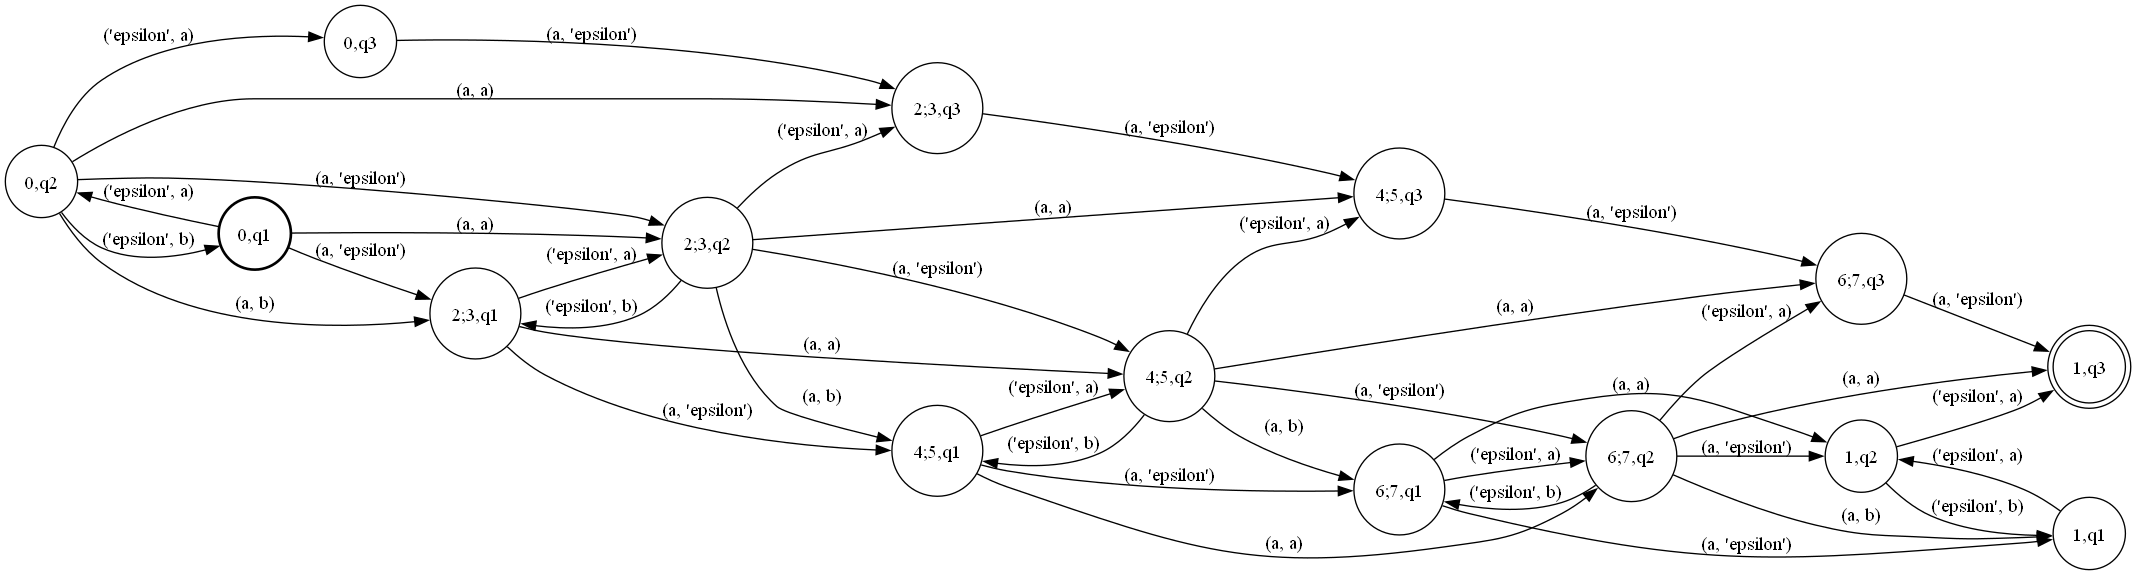 ('epsilon', a)
0,q3
(a, 'epsilon')
(a, a)
2;3,q3
('epsilon', a)
(a, 'epsilon')
0,q2
(a, 'epsilon')
('epsilon', a)
4;5,q3
(a, a)
('epsilon', a)
(a, 'epsilon')
0,q1
(a, a)
('epsilon', b)
(a, 'epsilon')
2;3,q2
('epsilon', a)
(a, 'epsilon')
6;7,q3
(a, b)
2;3,q1
('epsilon', b)
(a, a)
('epsilon', a)
(a, 'epsilon')
(a, a)
1,q3
4;5,q2
(a, 'epsilon')
(a, a)
(a, a)
('epsilon', a)
('epsilon', a)
(a, b)
(a, 'epsilon')
(a, b)
4;5,q1
('epsilon', b)
(a, 'epsilon')
('epsilon', a)
6;7,q2
(a, 'epsilon')
1,q2
('epsilon', a)
6;7,q1
('epsilon', b)
(a, b)
('epsilon', b)
1,q1
(a, a)
(a, 'epsilon')